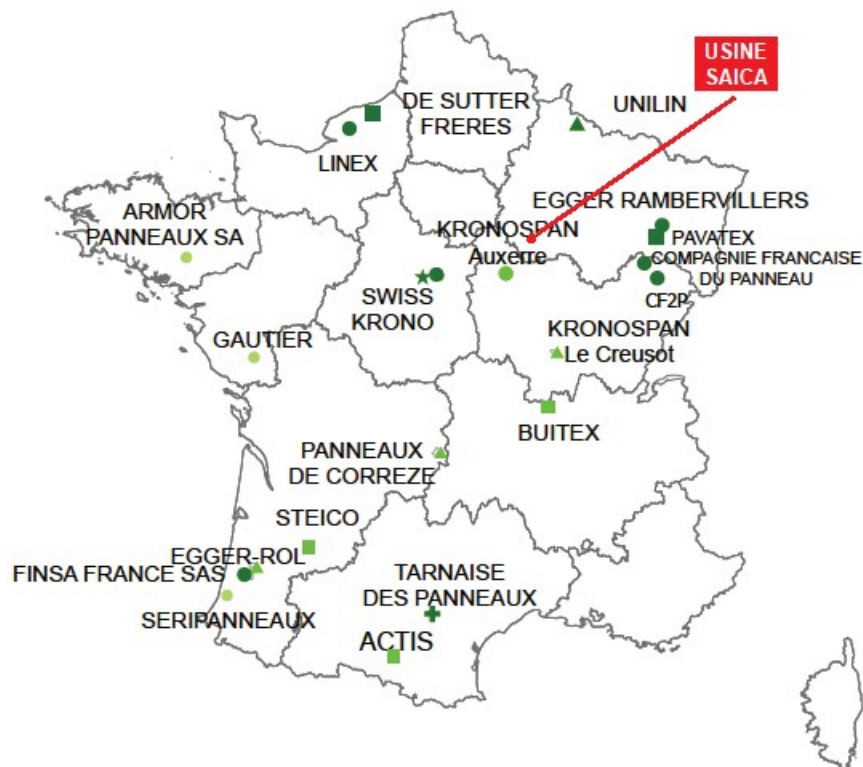 USINE
SAICA
DE SUTTER
FRERES
UNILIN
LINEX
EGGER RAMBERVILLERS
ARMOR
PANNEAUX SA
KRONOSPAN
Auxerre
PAVATEX
COMPAGNIE FRANCAISE
DU PANNEAU
CF2P
SWISS
KRONO
GAUTIER
KRONOSPAN
Le Creusot
BUITEX
PANNEAUX
DE CORREZE
STEICO
EGGER-ROL
FINSA FRANCE SAS
SERIPANNEAUX
TARNAISE
DES PANNEAUX
ACTIS